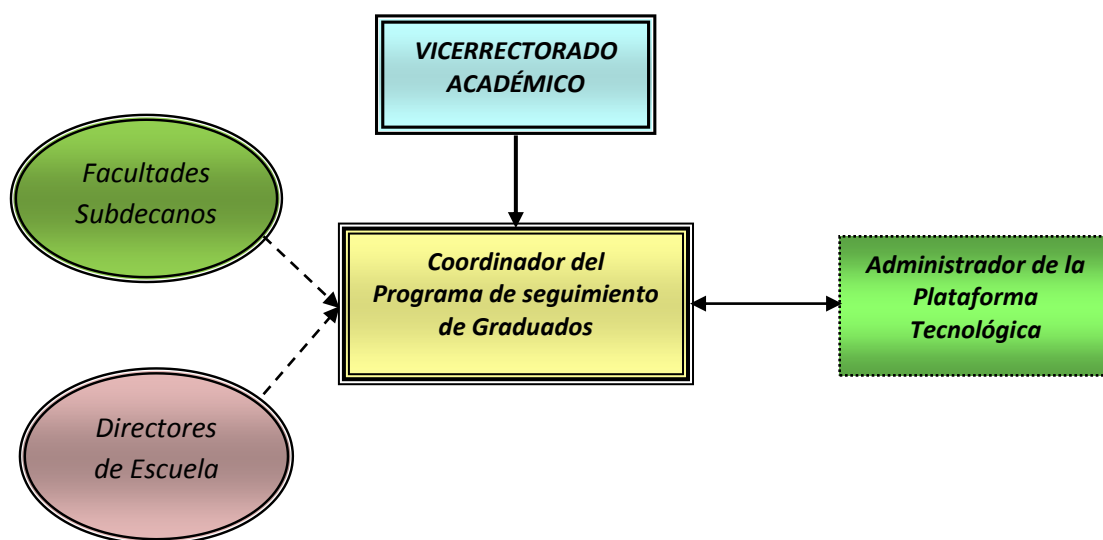 VICERRECTORADO
ACADÉMICO
Facultades
Subdecanos
Coordinador del
Programa de seguimiento
de Graduados
Administrador de la
Plataforma
Tecnológica
Directores
de Escuela